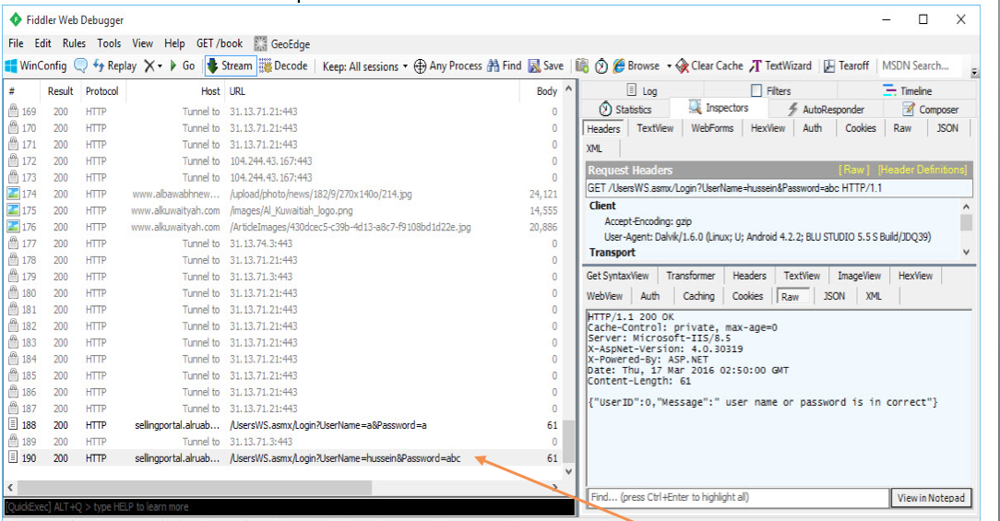 Fiddler Web Debugger
File Edit Rules Tools View Help GET /book GeoEdge
WinConfig Replay X Go Stream Decode Keep: All sessions Any Process Find Save Browse Clear Cache TextWizard Tearoff MSDN Search...
# Result Protocol Host URL Body
169 200 HTTP Tunnel to 31.13.71.21:443 0
170 200 HTTP Tunnel to 31.13.71.21:443 0
171 200 HTTP Tunnel to 31.13.71.21:443 0
172 200 HTTP Tunnel to 104.244.43.167:443 0
173 200 HTTP Tunnel to 104.244.43.167:443 0
174 200 HTTP www.albawabhnew... /upload/photo/news/182/9/270x140o/214.jpg 24,121
175 200 HTTP www.alkuwaityah.com /images/Al_Kuwaitiah_logo.png 14,555
176 200 HTTP www.alkuwaityah.com /ArticleImages/430dcec5-c39b-4d13-a8c7-f9108bd1d22e.jpg 20,886
177 200 HTTP Tunnel to 31.13.74.3:443 0
178 200 HTTP Tunnel to 31.13.71.21:443 0
179 200 HTTP Tunnel to 31.13.71.3:443 0
180 200 HTTP Tunnel to 31.13.71.21:443 0
181 200 HTTP Tunnel to 31.13.71.21:443 0
182 200 HTTP Tunnel to 31.13.71.21:443 0
183 200 HTTP Tunnel to 31.13.71.21:443 0
184 200 HTTP Tunnel to 31.13.71.21:443 0
185 200 HTTP Tunnel to 31.13.71.21:443 0
186 200 HTTP Tunnel to 31.13.71.21:443 0
187 200 HTTP Tunnel to 31.13.71.21:443 0
188 200 HTTP sellingportal.alruab... /UsersWS.asmx/Login?UserName=a&Password=a 61
189 200 HTTP Tunnel to 31.13.71.3:443 0
190 200 HTTP sellingportal.alruab... /UsersWS.asmx/Login?UserName=hussein&Password=abc 61
[QuickExec] ALT+Q > type HELP to learn more
Log Filters Timeline
Statistics Inspectors AutoResponder Composer
Headers TextView WebForms HexView Auth Cookies Raw JSON
XML
Request Headers [ Raw ] [Header Definitions]
GET /UsersWS.asmx/Login?UserName=hussein&Password=abc HTTP/1.1
Client
Accept-Encoding: gzip
User-Agent: Dalvik/1.6.0 (Linux; U; Android 4.2.2; BLU STUDIO 5.5 S Build/JDQ39)
Transport
Get SyntaxView Transformer Headers TextView ImageView HexView
WebView Auth Caching Cookies Raw JSON XML
HTTP/1.1 200 OK
Cache-Control: private, max-age=0
Server: Microsoft-IIS/8.5
X-AspNet-Version: 4.0.30319
X-Powered-By: ASP.NET
Date: Thu, 17 Mar 2016 02:50:00 GMT
Content-Length: 61
{"UserID":0,"Message":" user name or password is in correct"}
Find... (press Ctrl+Enter to highlight all) View in Notepad